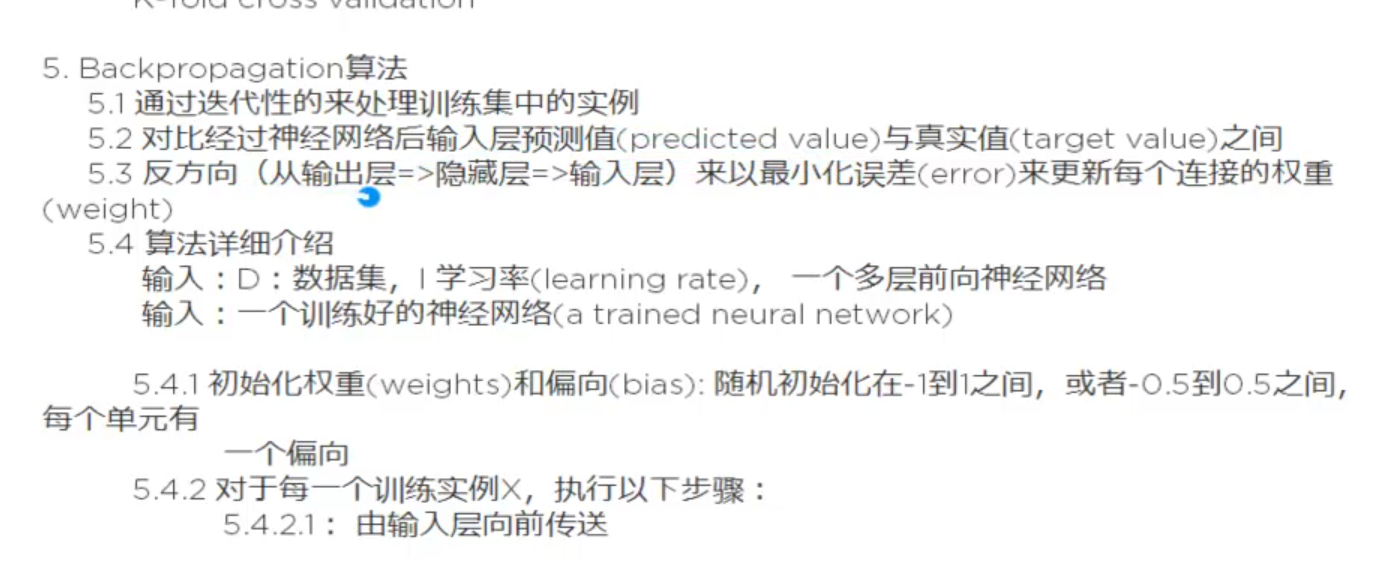 K-fold cross validation
5. Backpropagation算法
5.1 通过迭代性的来处理训练集中的实例
5.2 对比经过神经网络后输入层预测值(predicted value)与真实值(target value)之间
5.3 反方向（从输出层=>隐藏层=>输入层）来以最小化误差(error)来更新每个连接的权重
(weight)
5.4 算法详细介绍
输入：D：数据集，l 学习率(learning rate)， 一个多层前向神经网络
输入：一个训练好的神经网络(a trained neural network)
5.4.1 初始化权重(weights)和偏向(bias): 随机初始化在-1到1之间，或者-0.5到0.5之间，
每个单元有
一个偏向
5.4.2 对于每一个训练实例X，执行以下步骤：
5.4.2.1： 由输入层向前传送